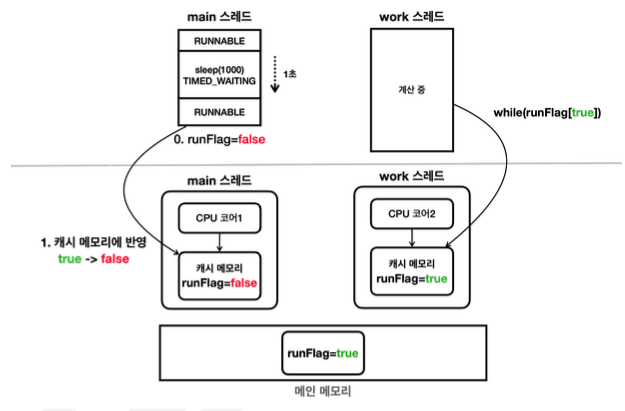 main 스레드
RUNNABLE
sleep(1000)
TIMED_WAITING
RUNNABLE
1초
0. runFlag=false
work 스레드
계산 중
while(runFlag[true])
main 스레드
CPU 코어1
캐시 메모리
runFlag=false
1. 캐시 메모리에 반영
true -> false
work 스레드
CPU 코어2
캐시 메모리
runFlag=true
runFlag=true
메인 메모리